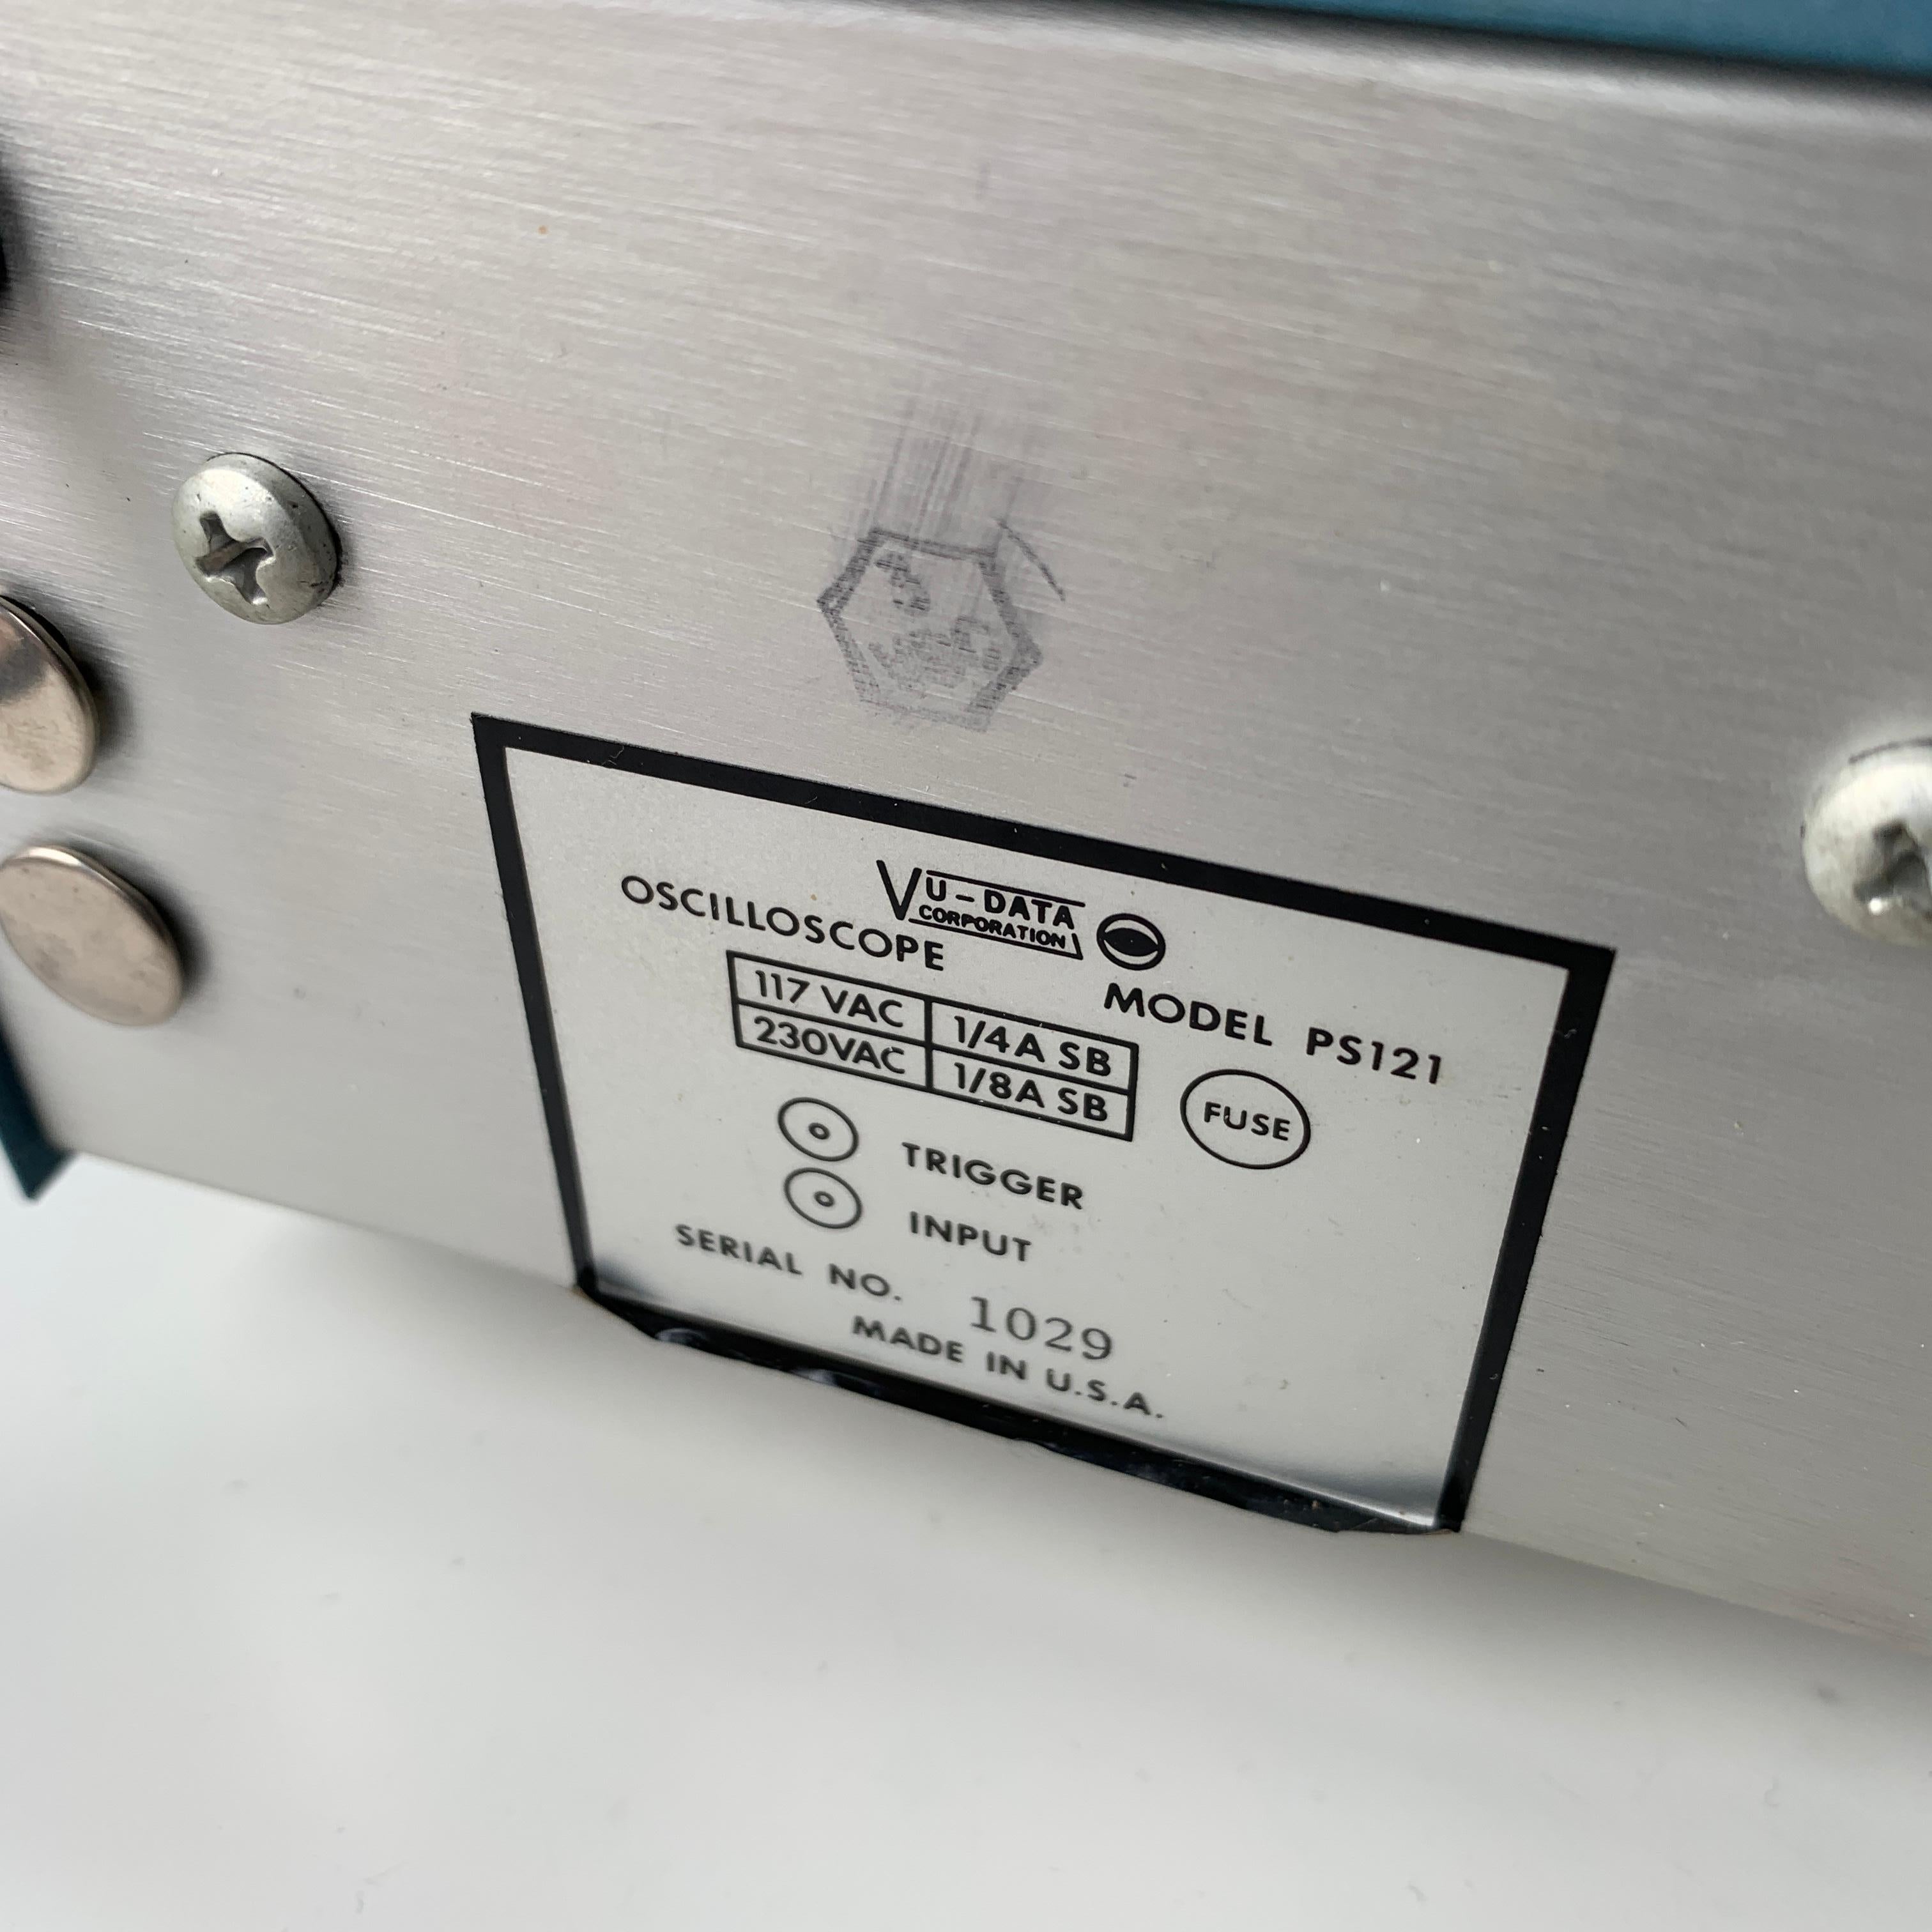 3
VU-DATA
CORPORATION
OSCILLOSCOPE
MODEL PS121
117 VAC 1/4A SB
230VAC 1/8A SB
FUSE
TRIGGER
INPUT
SERIAL NO. 1029
MADE IN U.S.A.